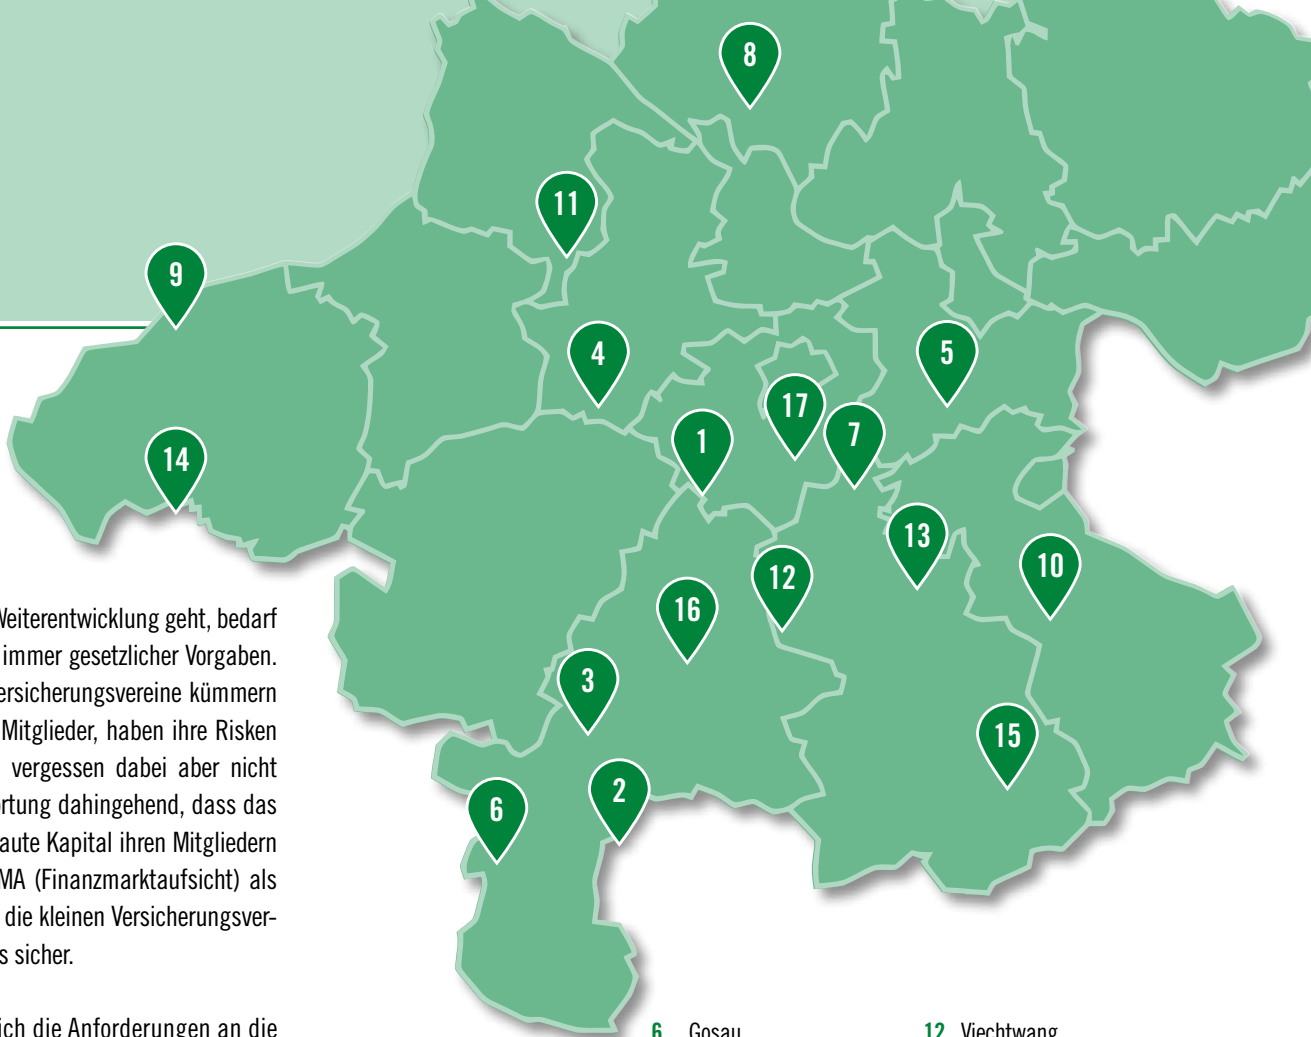 8
11
9
4
5
17
1
7
14
13
10
12
16
3
15
2
6
Weiterentwicklung geht, bedarf
immer gesetzlicher Vorgaben.
ersicherungsvereine kümmern
Mitglieder, haben ihre Risken
vergessen dabei aber nicht
ortung dahingehend, dass das
aute Kapital ihren Mitgliedern
MA (Finanzmarktaufsicht) als
die kleinen Versicherungsver-
s sicher.
ich die Anforderungen an die
6 Gosau
12 Viechtwang